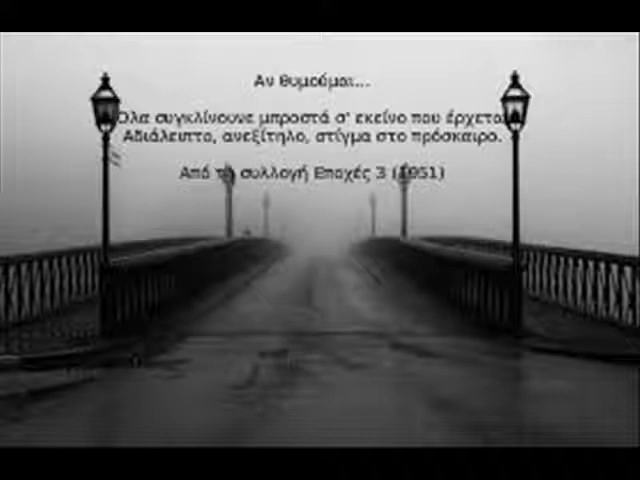 Αν θυμούμαι...
Όλα συγκλίνουνε μπροστά σ' εκείνο που έρχεται
Αδιάλειπτο, ανεξίτηλο, στίγμα στο πρόσκαιρο.
Από τη συλλογή Εποχές 3 (1951)